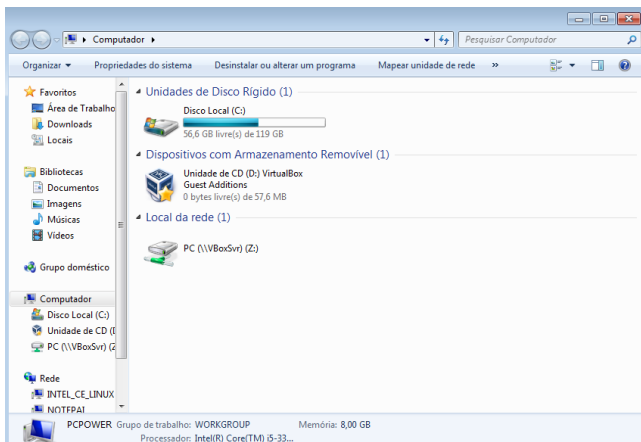 Computador
Pesquisar Computador
Organizar
Propriedades do sistema
Desinstalar ou alterar um programa
Mapear unidade de rede
»
Favoritos
Área de Trabalho
Downloads
Locais
Bibliotecas
Documentos
Imagens
Músicas
Vídeos
Grupo doméstico
Computador
Disco Local (C:)
Unidade de CD (D
PC (\\VBoxSvr) (Z
Rede
INTEL_CE_LINUX
NOTEPAI
Unidades de Disco Rígido (1)
Disco Local (C:)
56,6 GB livre(s) de 119 GB
Dispositivos com Armazenamento Removível (1)
Unidade de CD (D:) VirtualBox
Guest Additions
0 bytes livre(s) de 57,6 MB
Local da rede (1)
PC (\\VBoxSvr) (Z:)
PCPOWER Grupo de trabalho: WORKGROUP Memória: 8,00 GB
Processador: Intel(R) Core(TM) i5-33...